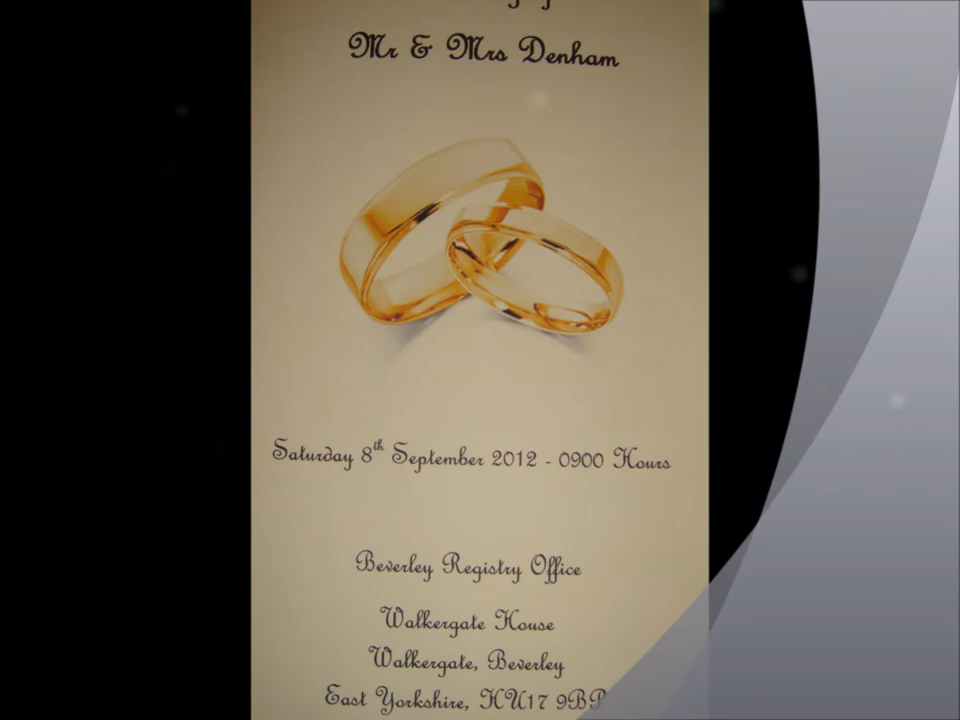 Mr & Mrs Denham
Saturday 8th September 2012 - 0900 Hours
Beverley Registry Office
Walkergate House
Walkergate, Beverley
East Yorkshire, HU17